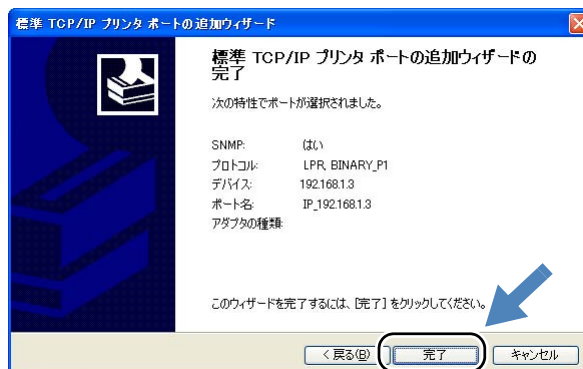 標準 TCP/IP プリンタ ポートの追加ウィザード
標準 TCP/IP プリンタ ポートの追加ウィザードの
完了
次の特性でポートが選択されました。
SNMP: はい
プロトコル: LPR, BINARY_P1
デバイス: 192.168.1.3
ポート名: IP_192.168.1.3
アダプタの種類:
このウィザードを完了するには、[完了] をクリックしてください。
< 戻る(B)
完了
キャンセル